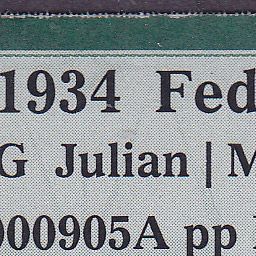 1934 Fed
G Julian | M
000905A pp